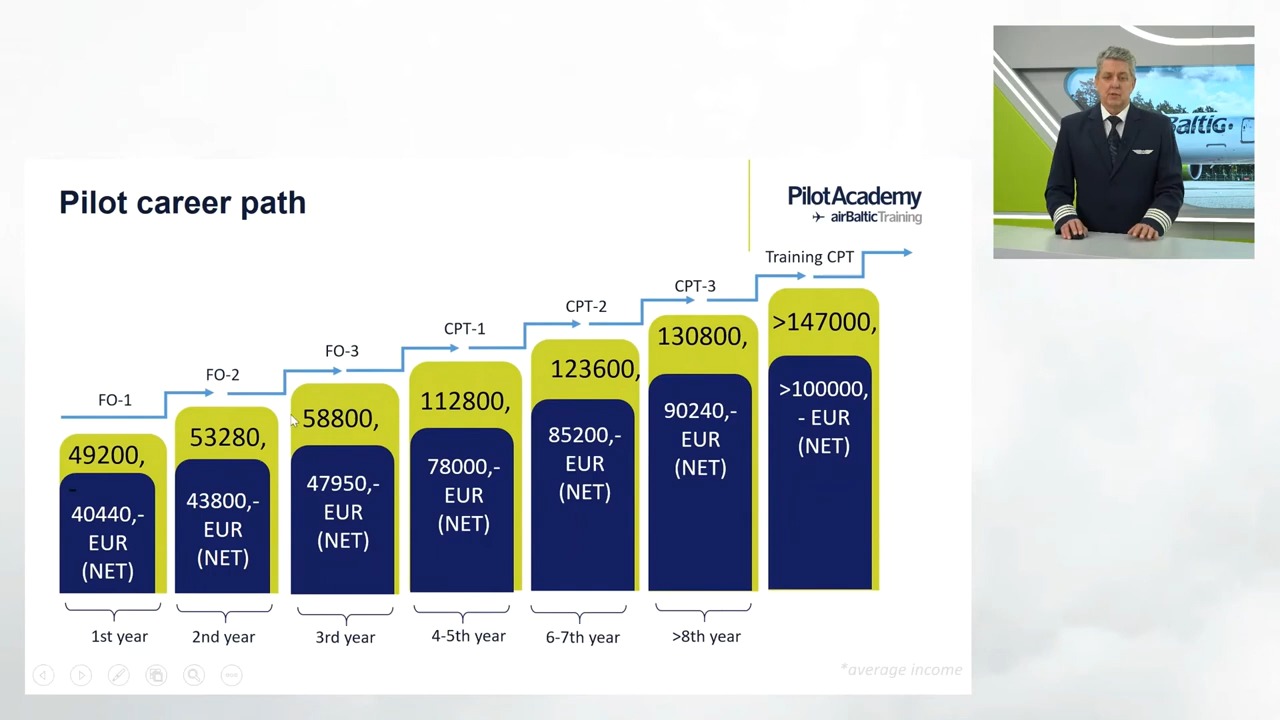 Pilot career path
PilotAcademy
airBalticTraining
Baltic
FO-1
FO-2
FO-3
CPT-1
CPT-2
CPT-3
Training CPT
49200,
-
40440,-
EUR
(NET)
53280,
43800,-
EUR
(NET)
58800,
47950,-
EUR
(NET)
112800,
78000,-
EUR
(NET)
123600,
85200,-
EUR
(NET)
130800,
90240,-
EUR
(NET)
>147000,
>100000,
- EUR
(NET)
1st year
2nd year
3rd year
4-5th year
6-7th year
>8th year
*average income